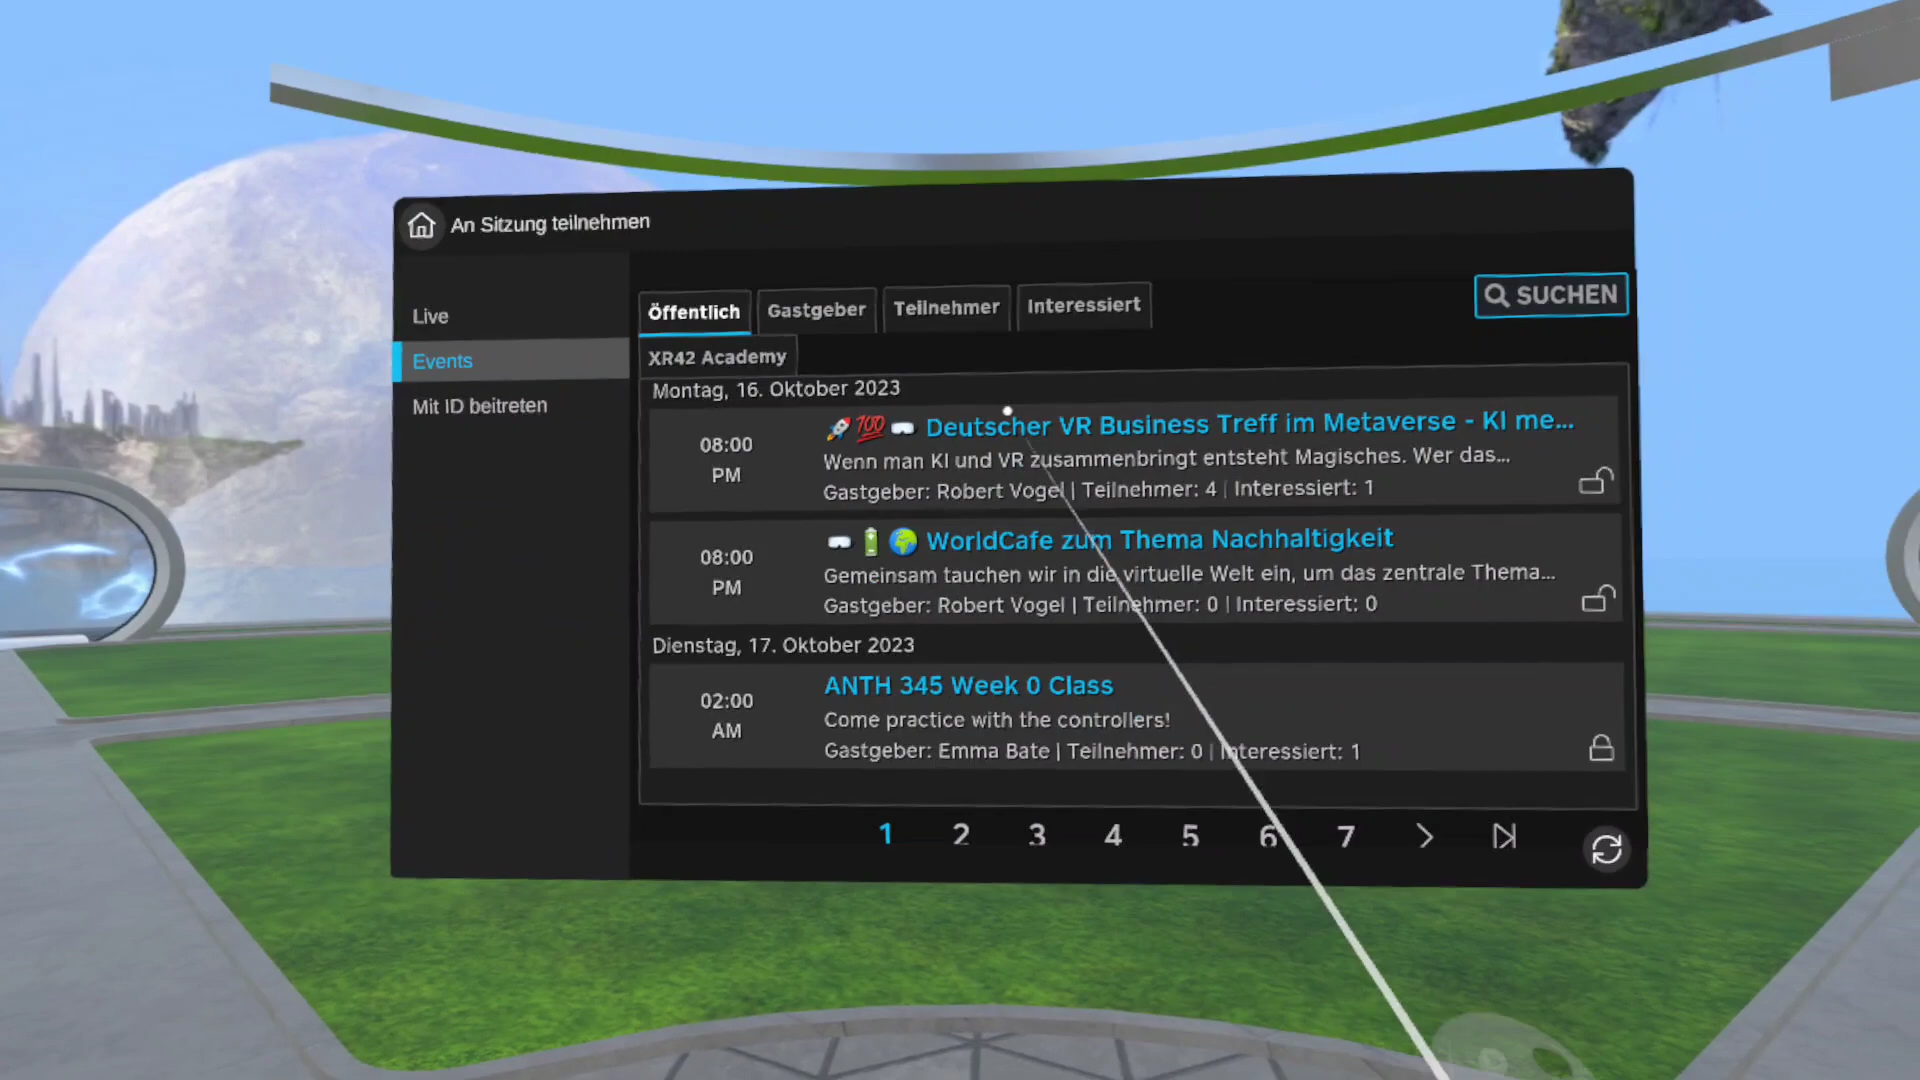 An Sitzung teilnehmen
Live
Events
Mit ID beitreten
Öffentlich
Gastgeber
Teilnehmer
Interessiert
SUCHEN
XR42 Academy
Montag, 16. Oktober 2023
08:00 PM
🚀💯🥽 Deutscher VR Business Treff im Metaverse - KI me...
Wenn man KI und VR zusammenbringt entsteht Magisches. Wer das...
Gastgeber: Robert Vogel | Teilnehmer: 4 | Interessiert: 1
08:00 PM
🥽🔋🌍 WorldCafe zum Thema Nachhaltigkeit
Gemeinsam tauchen wir in die virtuelle Welt ein, um das zentrale Thema...
Gastgeber: Robert Vogel | Teilnehmer: 0 | Interessiert: 0
Dienstag, 17. Oktober 2023
02:00 AM
ANTH 345 Week 0 Class
Come practice with the controllers!
Gastgeber: Emma Bate | Teilnehmer: 0 | Interessiert: 1
1 2 3 4 5 6 7